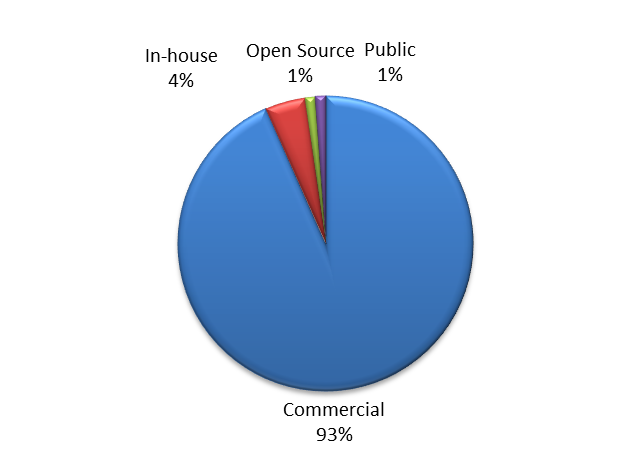 In-house
4%
Open Source
1%
Public
1%
Commercial
93%